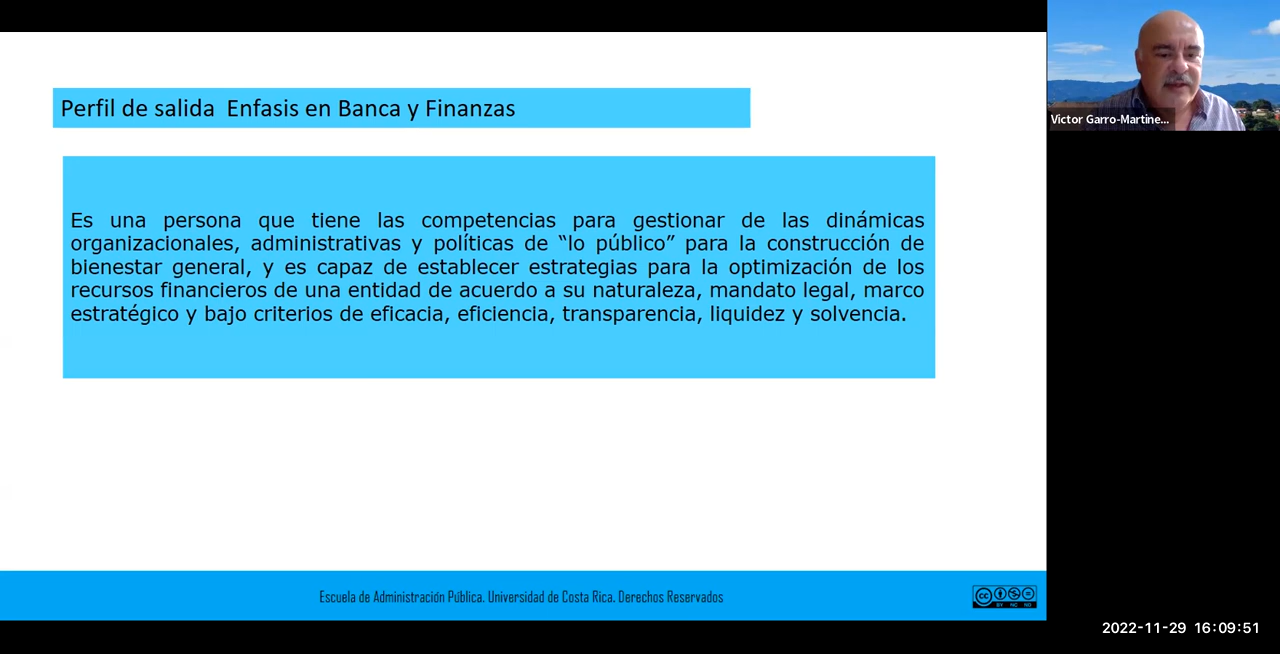 Perfil de salida  Enfasis en Banca y Finanzas
Es una persona que tiene las competencias para gestionar de las dinámicas
organizacionales, administrativas y políticas de “lo público” para la construcción de
bienestar general, y es capaz de establecer estrategias para la optimización de los
recursos financieros de una entidad de acuerdo a su naturaleza, mandato legal, marco
estratégico y bajo criterios de eficacia, eficiencia, transparencia, liquidez y solvencia.
Escuela de Administración Pública. Universidad de Costa Rica. Derechos Reservados
cc
BY NC ND
Victor Garro-Martine...
2022-11-29 16:09:51